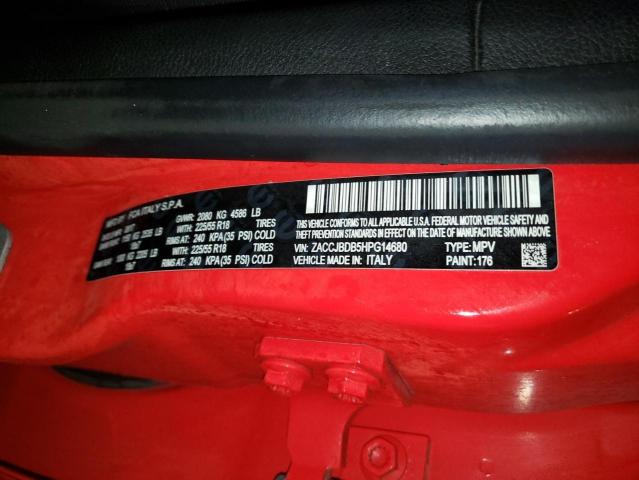 MFD BY: FCA ITALY S.P.A.
GVWR: 2080 KG 4586 LB
WITH: 225/55 R18 TIRES
RIMS AT: 240 KPA(35 PSI) COLD
WITH: 225/55 R18 TIRES
RIMS AT: 240 KPA(35 PSI) COLD
THIS VEHICLE CONFORMS TO ALL APPLICABLE U.S.A. FEDERAL MOTOR VEHICLE SAFETY AND
THEFT PREVENTION STANDARDS IN EFFECT ON THE DATE OF MANUFACTURE SHOWN ABOVE.
VIN: ZACCJBDB5HPG14680 TYPE: MPV
VEHICLE MADE IN: ITALY PAINT: 176